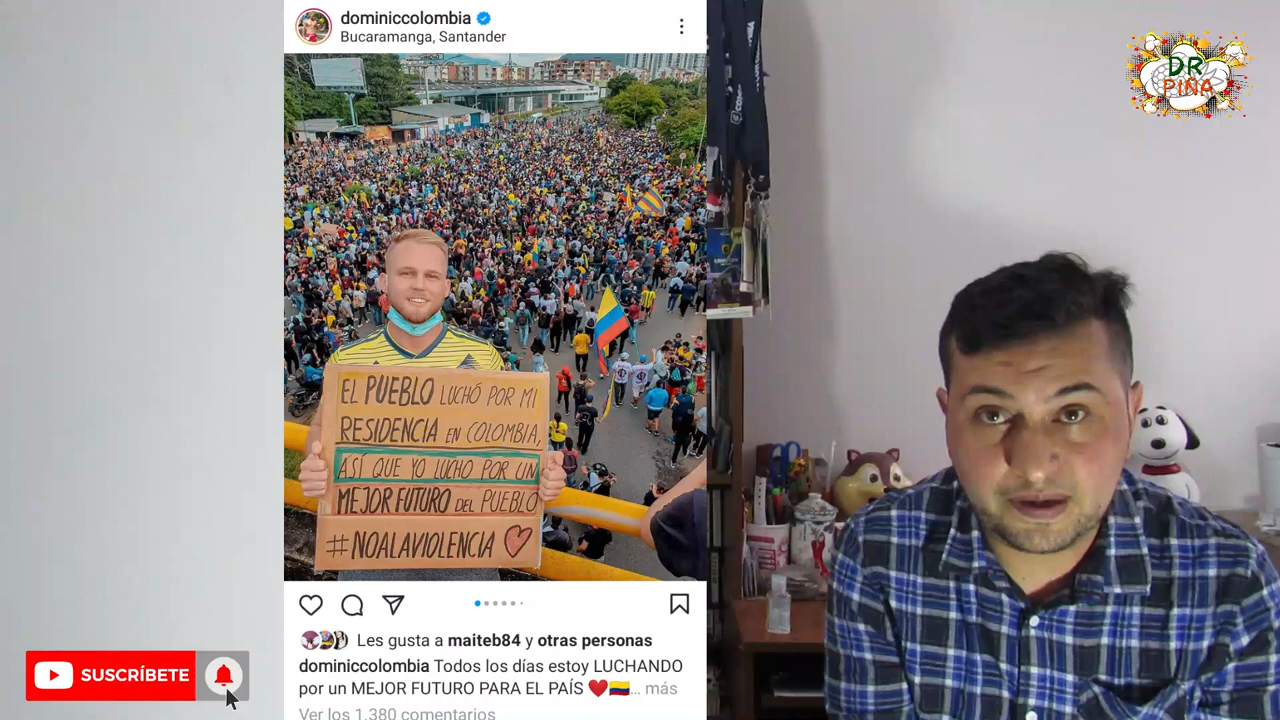 dominiccolombia
Bucaramanga, Santander
DR
PIÑA
EL PUEBLO LUCHÓ POR MI
RESIDENCIA EN COLOMBIA,
ASÍ QUE YO LUCHO POR UN
MEJOR FUTURO DEL PUEBLO
#NOALAVIOLENCIA
Les gusta a maiteb84 y otras personas
dominiccolombia Todos los días estoy LUCHANDO
por un MEJOR FUTURO PARA EL PAÍS ❤️🇨🇴... más
Ver los 1.380 comentarios
SUSCRÍBETE